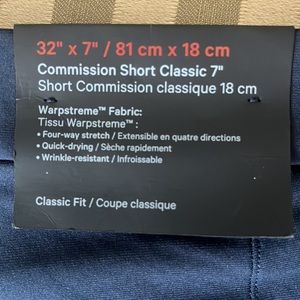 32" x 7" / 81 cm x 18 cm
Commission Short Classic 7"
Short Commission classique 18 cm
Warpstreme™ Fabric:
Tissu Warpstreme™ :
• Four-way stretch / Extensible en quatre directions
• Quick-drying / Sèche rapidement
• Wrinkle-resistant / Infroissable
Classic Fit / Coupe classique